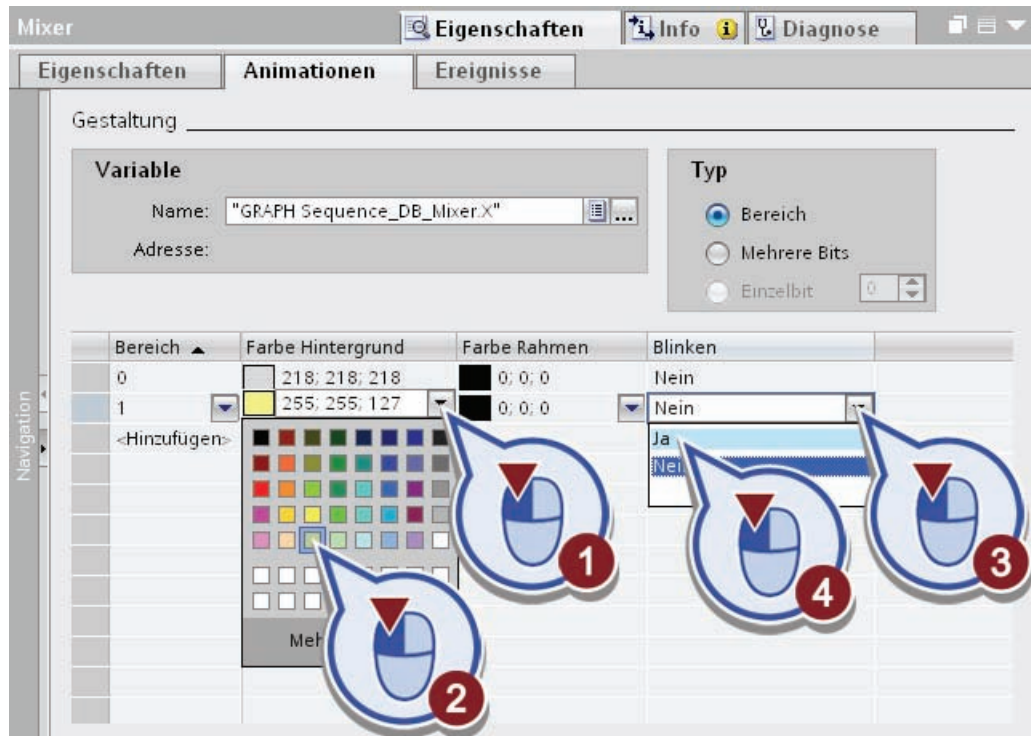 Mixer
Eigenschaften
Info
Diagnose
Eigenschaften
Animationen
Ereignisse
Gestaltung
Variable
Name: "GRAPH Sequence_DB_Mixer.X" ...
Adresse:
Typ
Bereich
Mehrere Bits
Einzelbit 0
Navigation
Bereich Farbe Hintergrund Farbe Rahmen Blinken
0 218; 218; 218 0; 0; 0 Nein
1 255; 255; 127 0; 0; 0 Nein
<Hinzufügen>
Ja
1
3
4
2